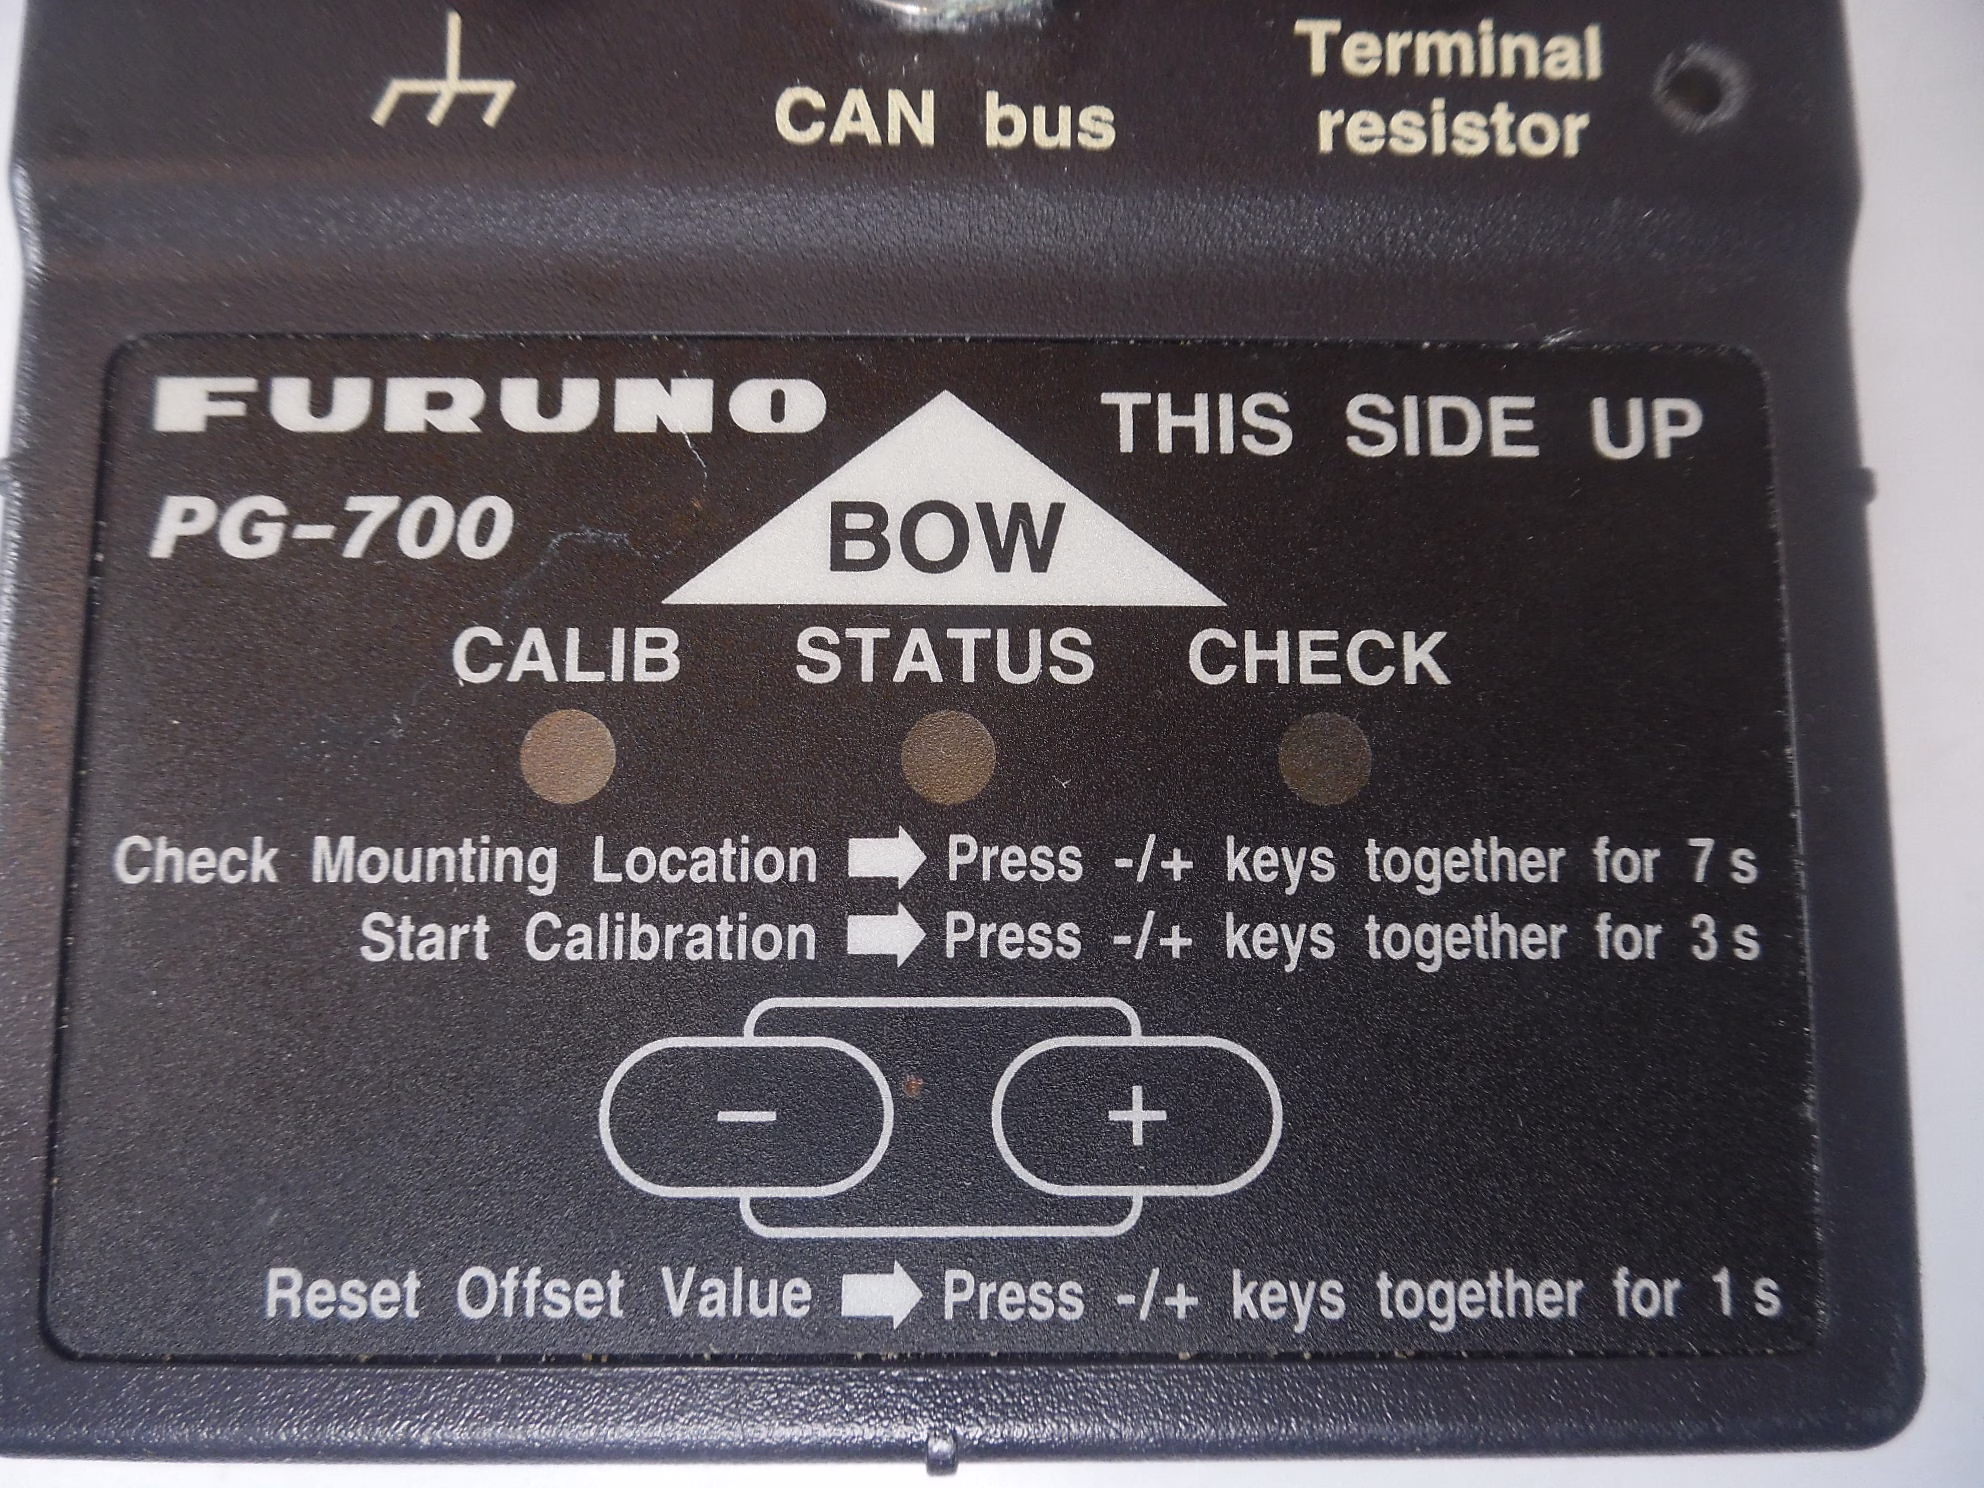 CAN bus
Terminal
resistor
FURUNO
THIS SIDE UP
PG-700
BOW
CALIB STATUS CHECK
Check Mounting Location ➡ Press -/+ keys together for 7 s
Start Calibration ➡ Press -/+ keys together for 3 s
− +
Reset Offset Value ➡ Press -/+ keys together for 1 s